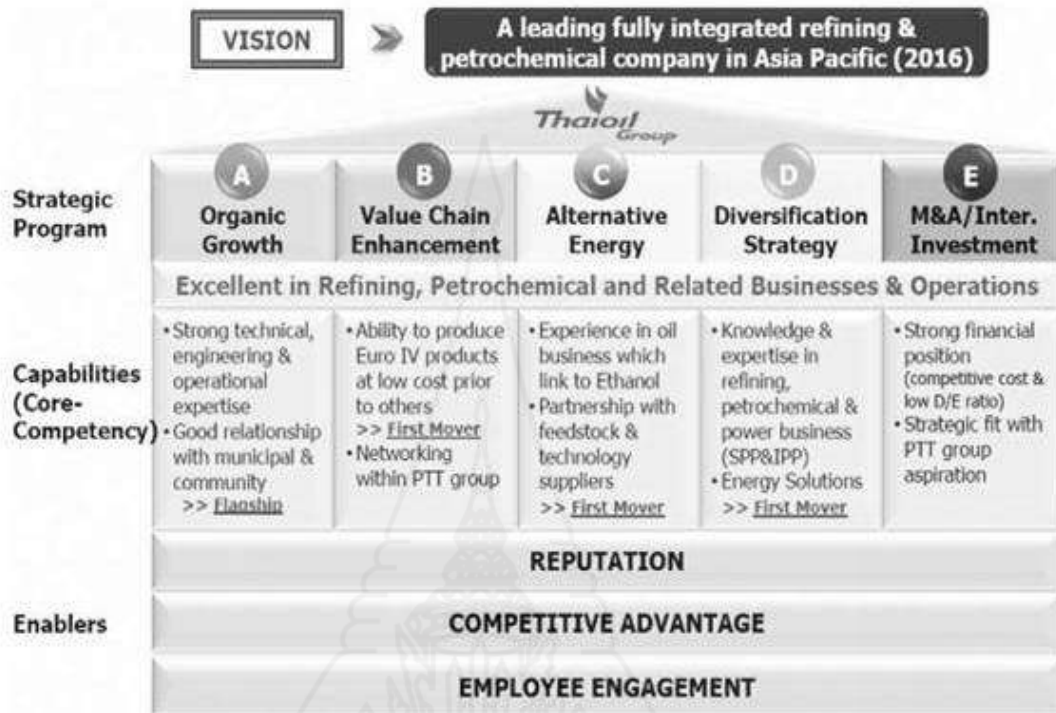 VISION
A leading fully integrated refining &
petrochemical company in Asia Pacific (2016)
Thaioil
Group
Strategic
Program
A
Organic
Growth
B
Value Chain
Enhancement
C
Alternative
Energy
D
Diversification
Strategy
E
M&A/Inter.
Investment
Excellent in Refining, Petrochemical and Related Businesses & Operations
Capabilities
(Core-
Competency)
• Strong technical,
engineering &
operational
expertise
• Good relationship
with municipal &
community
>> Flagship
• Ability to produce
Euro IV products
at low cost prior
to others
>> First Mover
• Networking
within PTT group
• Experience in oil
business which
link to Ethanol
• Partnership with
feedstock &
technology
suppliers
>> First Mover
• Knowledge &
expertise in
refining,
petrochemical &
power business
(SPP&IPP)
• Energy Solutions
>> First Mover
• Strong financial
position
(competitive cost &
low D/E ratio)
• Strategic fit with
PTT group
aspiration
Enablers
REPUTATION
COMPETITIVE ADVANTAGE
EMPLOYEE ENGAGEMENT